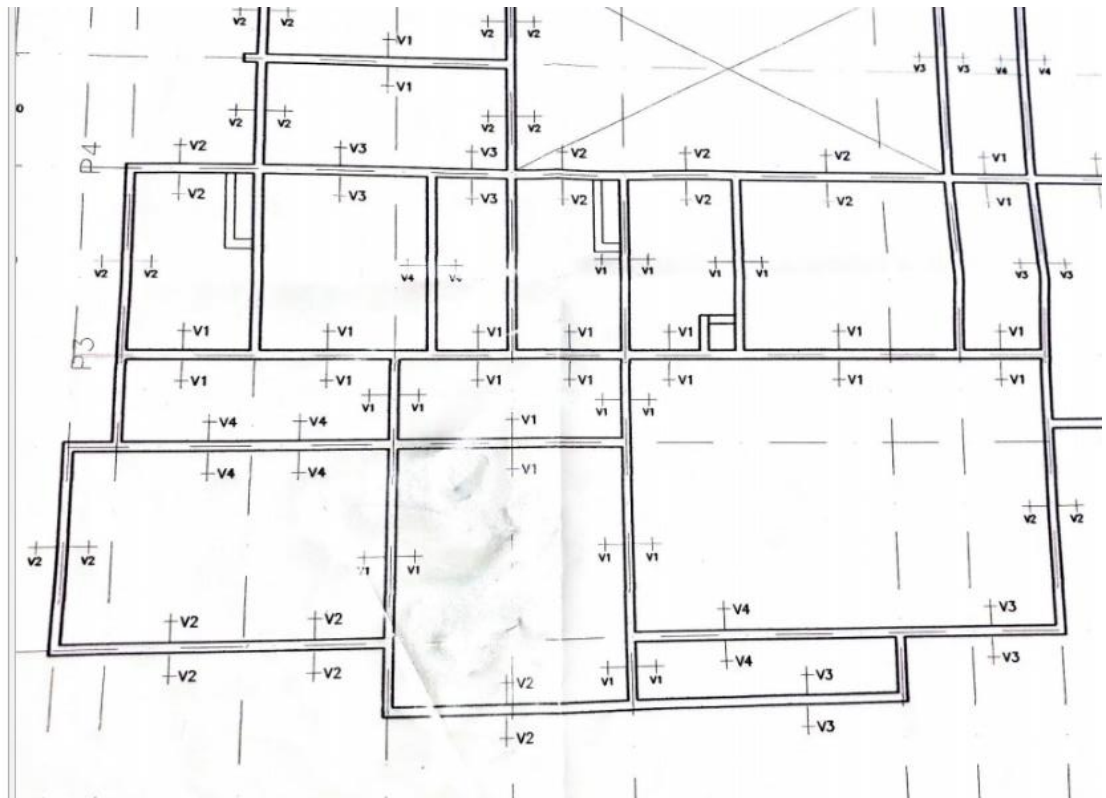 V2 V2 V2 V2
V1
V3 V3 V4 V4
V1
V2 V2 V2 V2
P4 V2 V3 V3 V2 V2 V2 V1
V2 V3 V3 V2 V2 V2 V1
V2 V2 V4 V1 V1 V1 V1 V3 V3
V1 V1 V1 V1 V1 V1 V1
P3
V1 V1 V1 V1 V1 V1 V1
V1 V1 V1 V1
V4 V4 V1
V4 V4 V1
V2 V2
V2 V2 V1 V1 V1
V2 V2 V4 V3
V4 V3
V2 V2 V1 V1
V2 V3
V2 V3